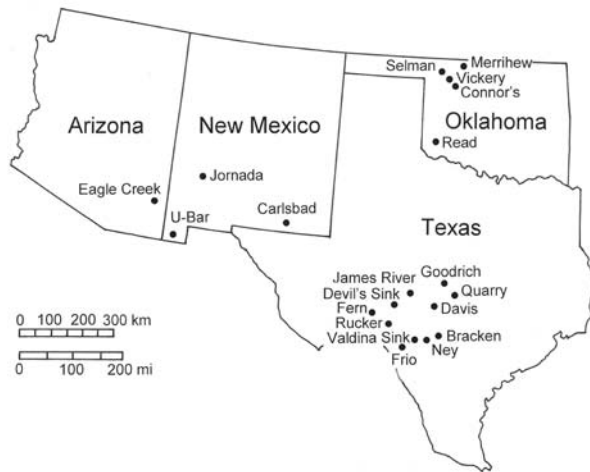 Merrihew
Selman
Vickery
Connor's
Arizona
New Mexico
Oklahoma
Read
Jornada
Eagle Creek
Carlsbad
U-Bar
Texas
Goodrich
James River
Devil's Sink
Quarry
Fern
Davis
Rucker
Valdina Sink
Bracken
Ney
Frio
0 100 200 300 km
0 100 200 mi